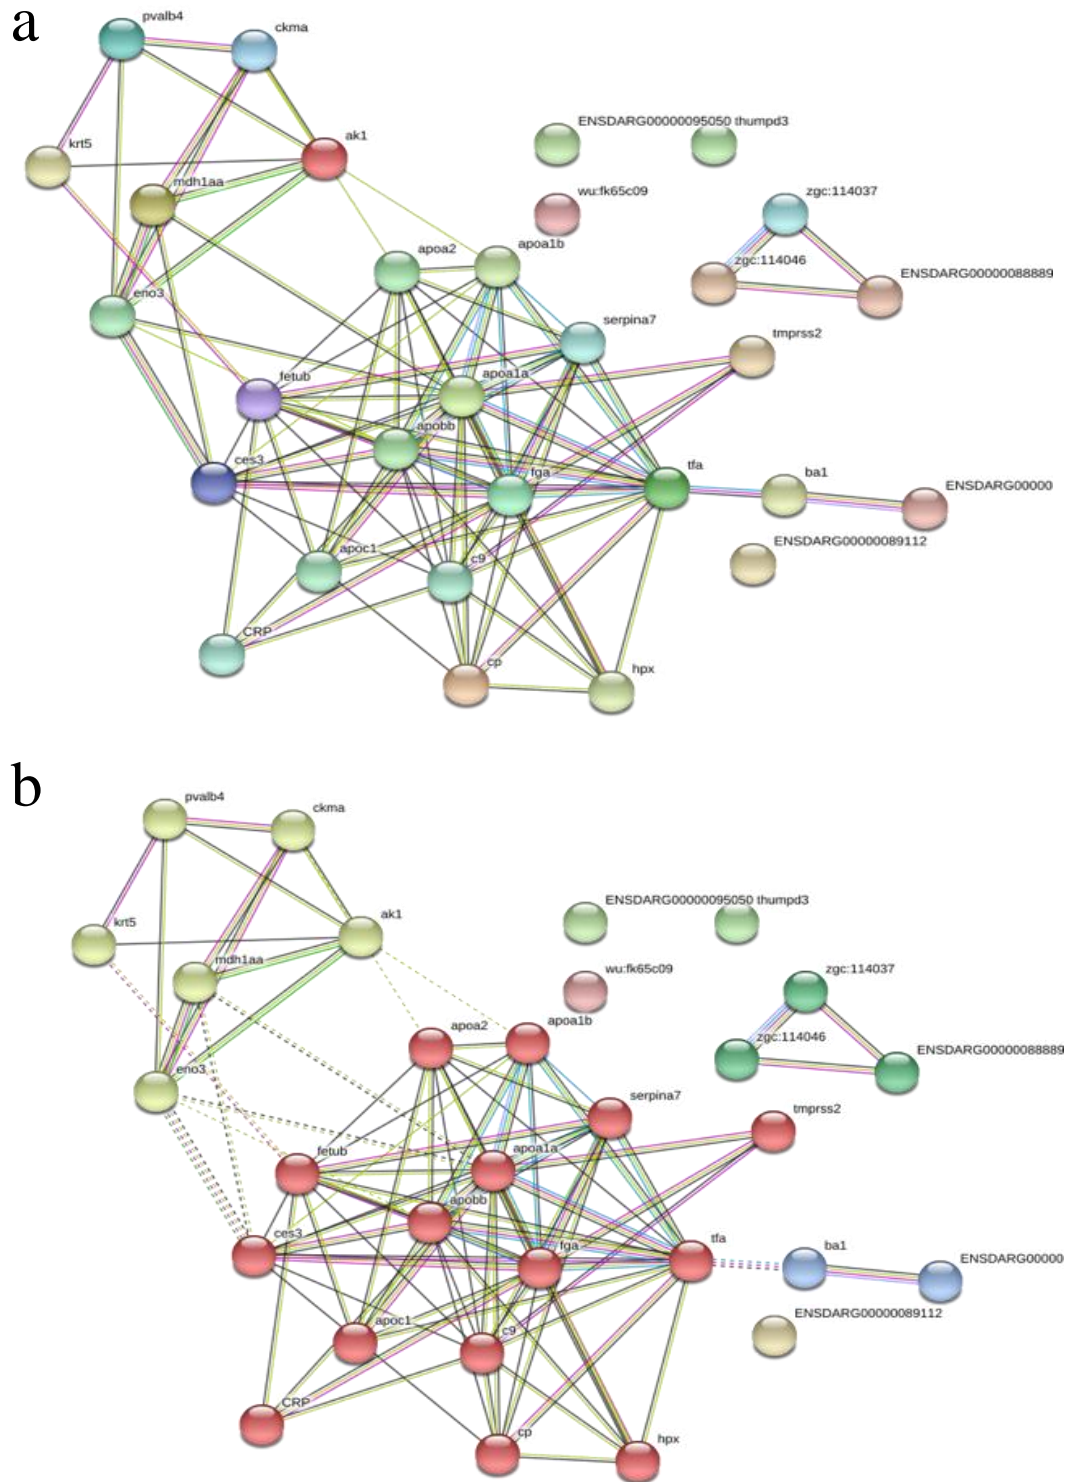 a
pvalb4
ckma
ak1
krt5
mdh1aa
ENSDARG00000095050 thumpd3
wu:fk65c09
zgc:114037
zgc:114046
ENSDARG00000088889
apoa2
apoa1b
eno3
serpina7
tmprss2
fetub
apoa1a
apobb
ces3
fga
tfa
ba1
ENSDARG00000
ENSDARG00000089112
apoc1
c9
CRP
cp
hpx
b
pvalb4
ckma
ak1
krt5
mdh1aa
ENSDARG00000095050 thumpd3
wu:fk65c09
zgc:114037
zgc:114046
ENSDARG00000088889
apoa2
apoa1b
eno3
serpina7
tmprss2
fetub
apoa1a
apobb
ces3
fga
tfa
ba1
ENSDARG00000
ENSDARG00000089112
apoc1
c9
CRP
cp
hpx